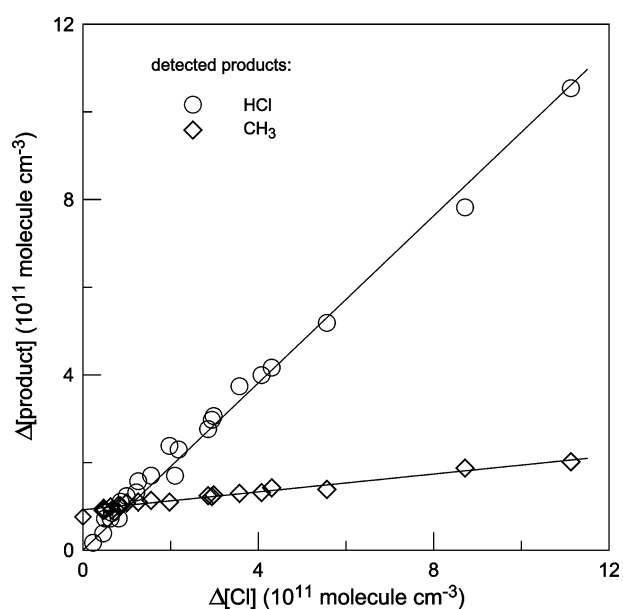 12
detected products:
HCl
CH₃
8
4
0
0 4 8 12
Δ[product] (10¹¹ molecule cm⁻³)
Δ[Cl] (10¹¹ molecule cm⁻³)